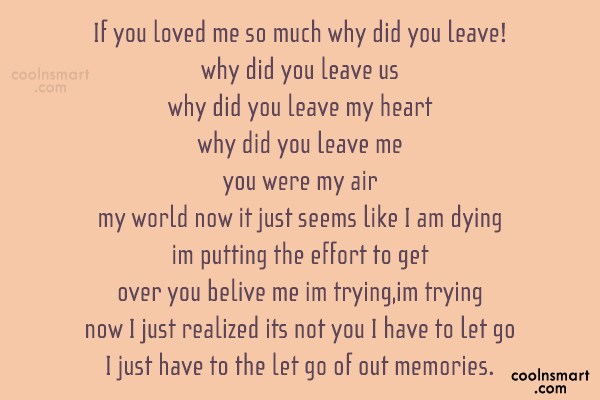 If you loved me so much why did you leave!
why did you leave us
coolnsmart
.com
why did you leave my heart
why did you leave me
you were my air
my world now it just seems like I am dying
im putting the effort to get
over you belive me im trying,im trying
now I just realized its not you I have to let go
I just have to the let go of out memories.
coolnsmart
.com